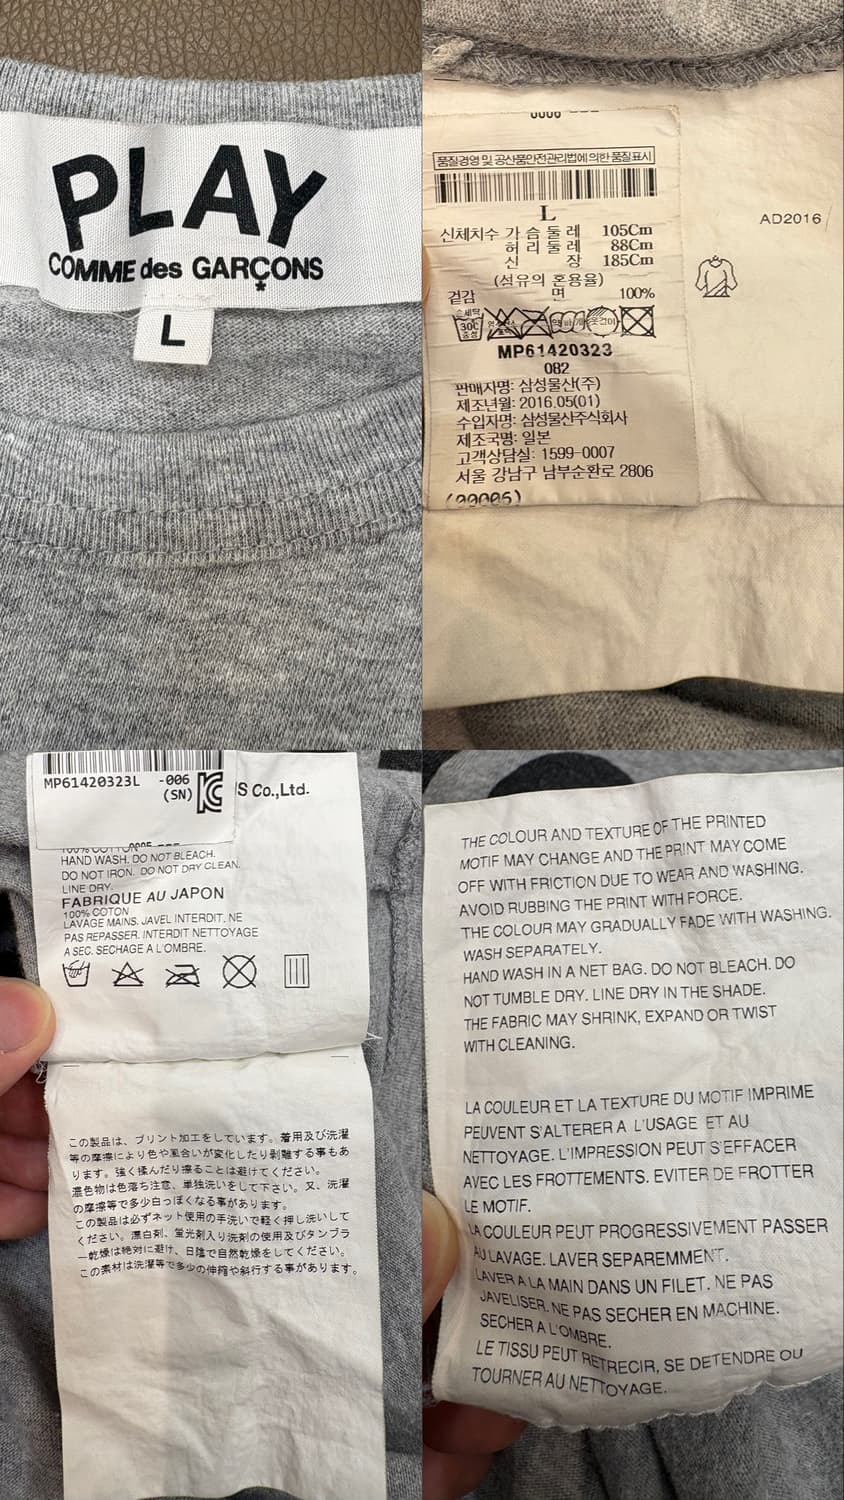 PLAY
COMME des GARÇONS
L
품질경영 및 공산품안전관리법에 의한 품질표시
L
신체치수 가 슴 둘 레 105Cm
허 리 둘 레 88Cm
신 장 185Cm
(섬유의 혼용율)
겉감 면 100%
손세탁
30℃
중성
MP61420323
082
판매자명: 삼성물산(주)
제조년월: 2016.05(01)
수입자명: 삼성물산주식회사
제조국명: 일본
고객상담실: 1599-0007
서울 강남구 남부순환로 2806
(00006)
AD2016
MP61420323L -006
(SN)
S Co.,Ltd.
100% COTTON
HAND WASH. DO NOT BLEACH.
DO NOT IRON. DO NOT DRY CLEAN.
LINE DRY.
FABRIQUE AU JAPON
100% COTON
LAVAGE MAINS. JAVEL INTERDIT. NE
PAS REPASSER. INTERDIT NETTOYAGE
A SEC. SECHAGE A L'OMBRE.
この製品は、プリント加工をしています。着用及び洗濯
等の摩擦により色や風合いが変化したり剥離する事もあ
ります。強く揉んだり擦ることは避けてください。
濃色物は色落ち注意、単独洗いをして下さい。又、洗濯
の摩擦等で多少白っぽくなる事があります。
この製品は必ずネット使用の手洗いで軽く押し洗いして
ください。漂白剤、蛍光剤入り洗剤の使用及びタンブラ
ー乾燥は絶対に避け、日陰で自然乾燥をしてください。
この素材は洗濯等で多少の伸縮や斜行する事があります。
THE COLOUR AND TEXTURE OF THE PRINTED
MOTIF MAY CHANGE AND THE PRINT MAY COME
OFF WITH FRICTION DUE TO WEAR AND WASHING.
AVOID RUBBING THE PRINT WITH FORCE.
THE COLOUR MAY GRADUALLY FADE WITH WASHING.
WASH SEPARATELY.
HAND WASH IN A NET BAG. DO NOT BLEACH. DO
NOT TUMBLE DRY. LINE DRY IN THE SHADE.
THE FABRIC MAY SHRINK, EXPAND OR TWIST
WITH CLEANING.
LA COULEUR ET LA TEXTURE DU MOTIF IMPRIME
PEUVENT S'ALTERER A L'USAGE ET AU
NETTOYAGE. L'IMPRESSION PEUT S'EFFACER
AVEC LES FROTTEMENTS. EVITER DE FROTTER
LE MOTIF.
LA COULEUR PEUT PROGRESSIVEMENT PASSER
AU LAVAGE. LAVER SEPAREMMENT.
LAVER A LA MAIN DANS UN FILET. NE PAS
JAVELISER. NE PAS SECHER EN MACHINE.
SECHER A L'OMBRE.
LE TISSU PEUT RETRECIR, SE DETENDRE OU
TOURNER AU NETTOYAGE.